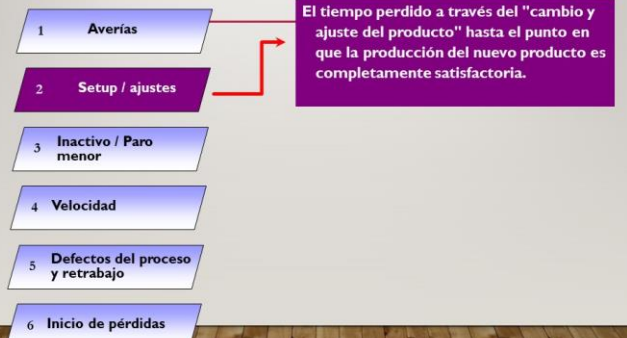 1 Averías
El tiempo perdido a través del "cambio y
ajuste del producto" hasta el punto en
que la producción del nuevo producto es
completamente satisfactoria.
2 Setup / ajustes
3 Inactivo / Paro
menor
4 Velocidad
5 Defectos del proceso
y retrabajo
6 Inicio de pérdidas